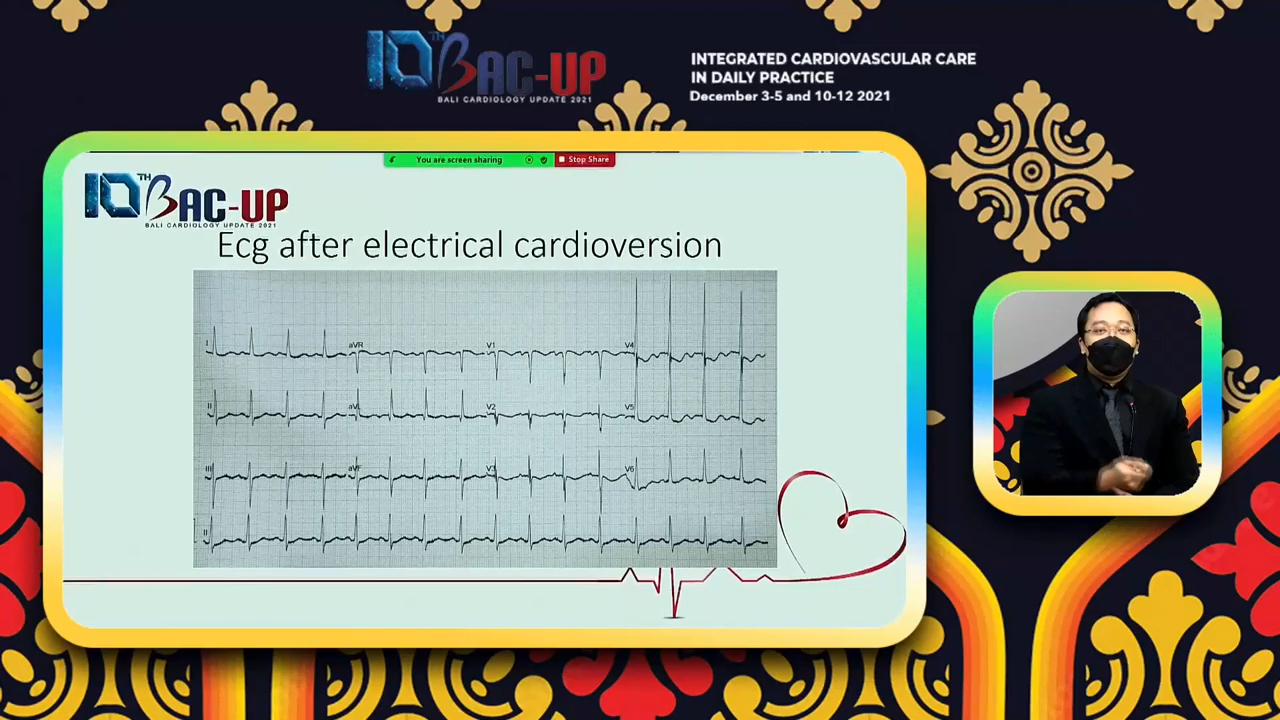 10TH BAC-UP
BALI CARDIOLOGY UPDATE 2021
INTEGRATED CARDIOVASCULAR CARE
IN DAILY PRACTICE
December 3-5 and 10-12 2021
You are screen sharing
Stop Share
10TH BAC-UP
BALI CARDIOLOGY UPDATE 2021
Ecg after electrical cardioversion
I aVR V1 V4
II aVL V2 V5
III aVF V3 V6
II